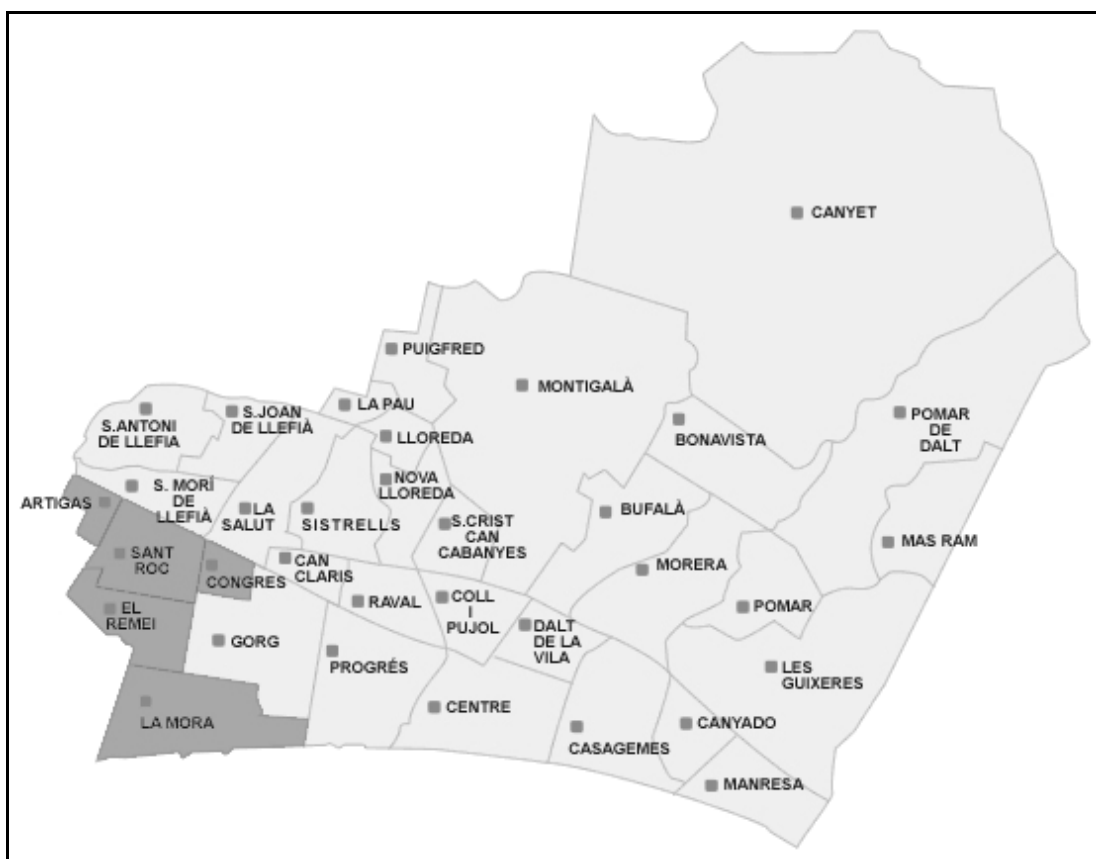 CANYET
PUIGFRED
MONTIGALÀ
LA PAU
S.JOAN
DE LLEFIÀ
S.ANTONI
DE LLEFIA
POMAR
DE
DALT
BONAVISTA
LLOREDA
NOVA
LLOREDA
S. MORÍ
DE
LLEFIÀ
ARTIGAS
LA
SALUT
SISTRELLS
S.CRIST
CAN
CABANYES
BUFALÀ
MAS RAM
SANT
ROC
CONGRES
CAN
CLARIS
MORERA
RAVAL
COLL
I
PUJOL
POMAR
EL
REMEI
GORG
DALT
DE LA
VILA
PROGRÉS
LES
GUIXERES
LA MORA
CENTRE
CASAGEMES
CANYADO
MANRESA